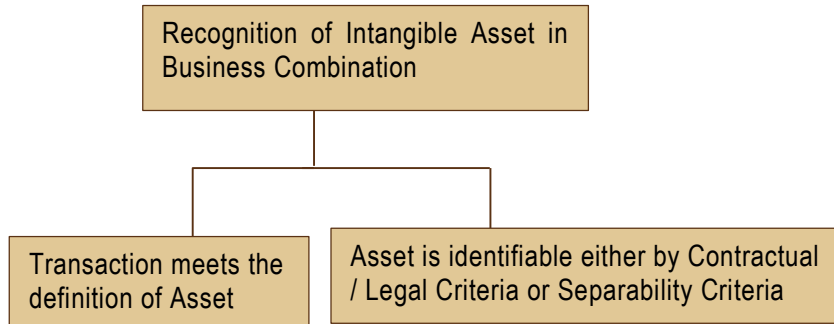 Recognition of Intangible Asset in
Business Combination
Transaction meets the
definition of Asset
Asset is identifiable either by Contractual
/ Legal Criteria or Separability Criteria